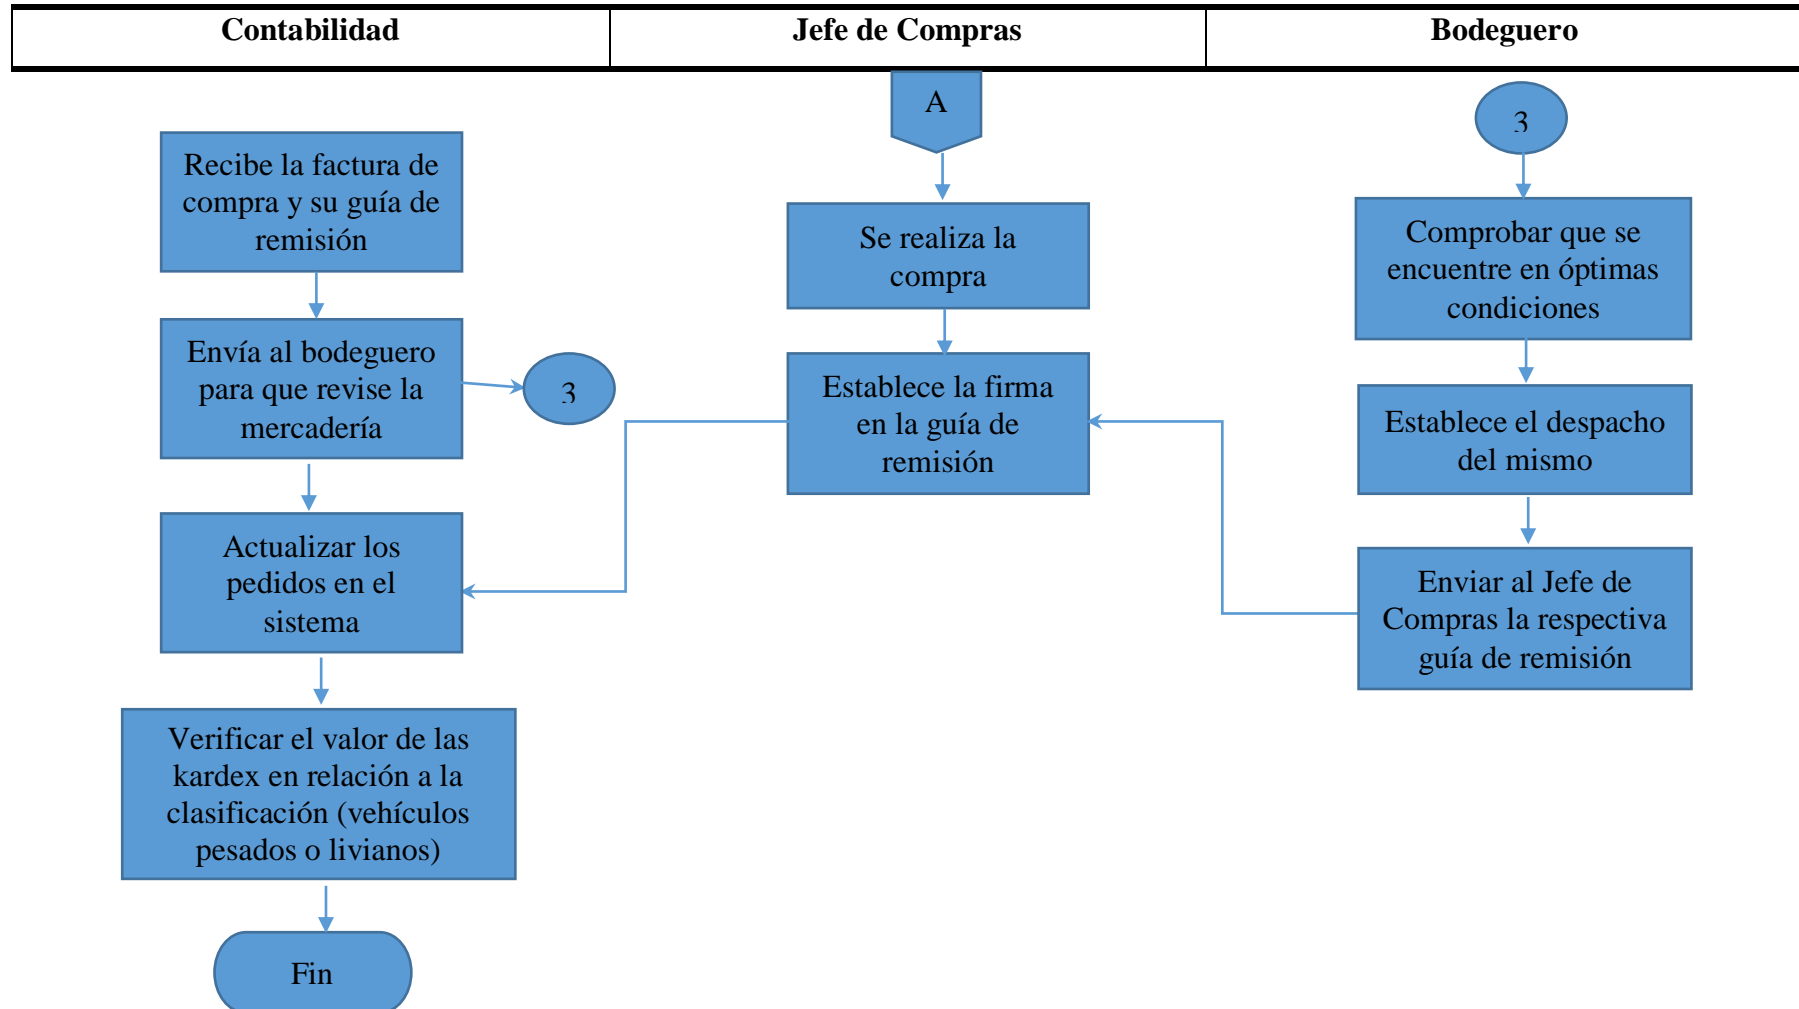 Contabilidad
Jefe de Compras
Bodeguero
Recibe la factura de
compra y su guía de
remisión
Envía al bodeguero
para que revise la
mercadería
3
Actualizar los
pedidos en el
sistema
Verificar el valor de las
kardex en relación a la
clasificación (vehículos
pesados o livianos)
Fin
A
Se realiza la
compra
Establece la firma
en la guía de
remisión
3
Comprobar que se
encuentre en óptimas
condiciones
Establece el despacho
del mismo
Enviar al Jefe de
Compras la respectiva
guía de remisión